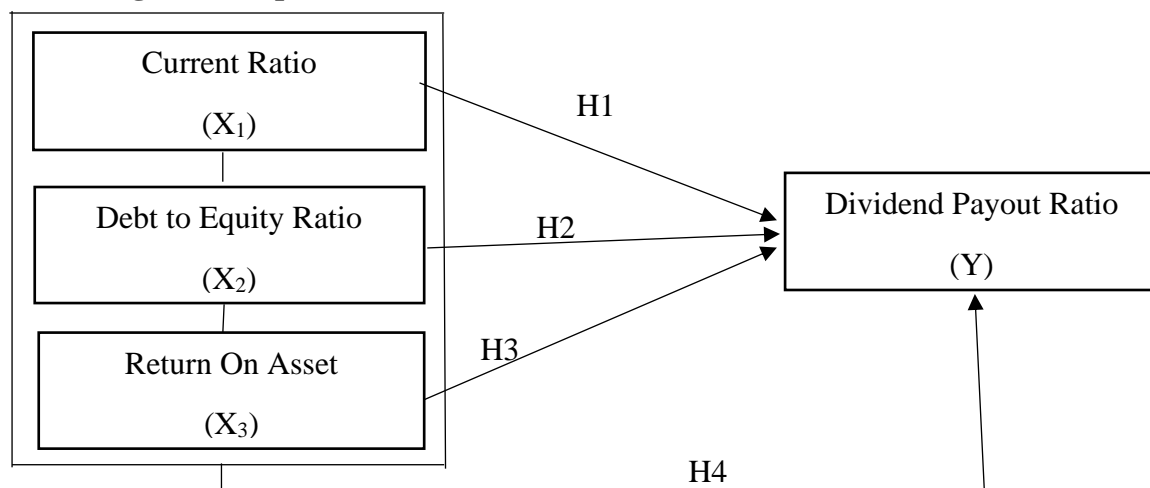 Current Ratio
(X₁)
H1
Debt to Equity Ratio
(X₂)
H2
Dividend Payout Ratio
(Y)
Return On Asset
(X₃)
H3
H4